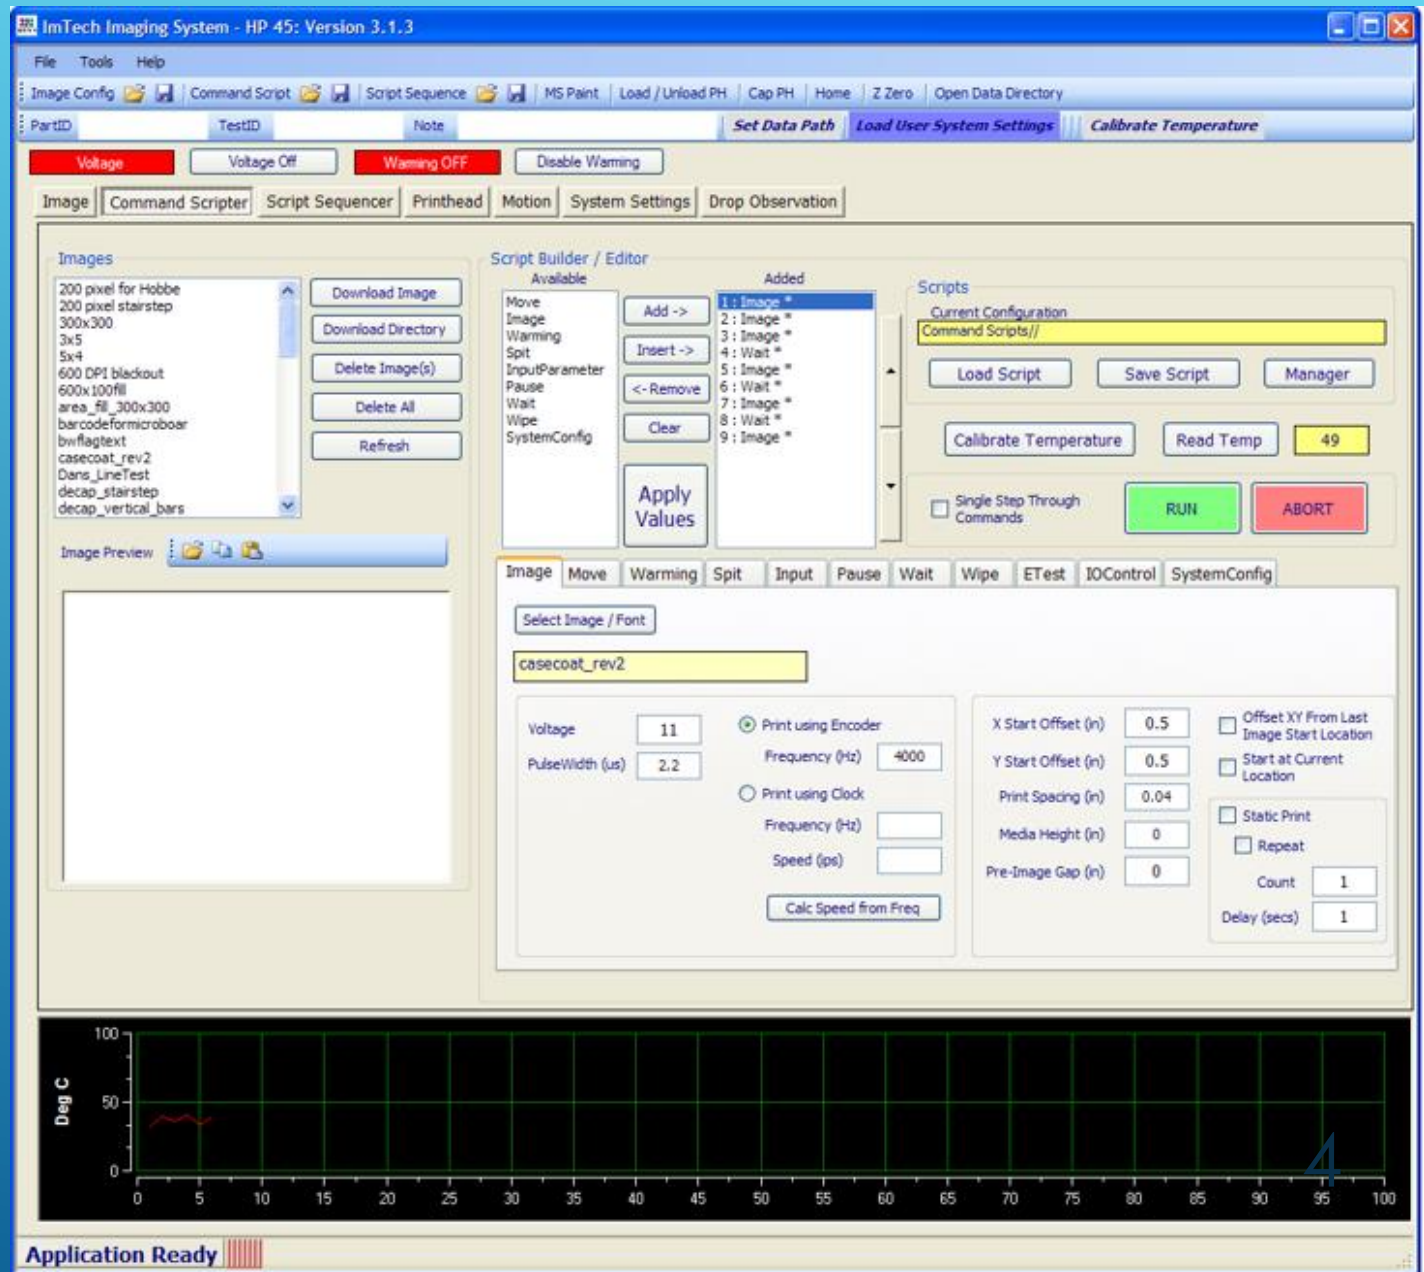 ImTech Imaging System - HP 45: Version 3.1.3
File Tools Help
Image Config Command Script Script Sequence MS Paint Load / Unload PH Cap PH Home Z Zero Open Data Directory
PartID TestID Note Set Data Path Load User System Settings Calibrate Temperature
Voltage Voltage Off Warming OFF Disable Warming
Image Command Scripter Script Sequencer Printhead Motion System Settings Drop Observation
Images
200 pixel for Hobbe
200 pixel stairstep
300x300
3x5
5x4
600 DPI blackout
600x100fill
area_fill_300x300
barcodeformicroboar
bwflagtext
casecoat_rev2
Dans_LineTest
decap_stairstep
decap_vertical_bars
Download Image
Download Directory
Delete Image(s)
Delete All
Refresh
Image Preview
Script Builder / Editor
Available
Move
Image
Warming
Spit
InputParameter
Pause
Wait
Wipe
SystemConfig
Add ->
Insert ->
<- Remove
Clear
Apply
Values
Added
1 : Image *
2 : Image *
3 : Image *
4 : Wait *
5 : Image *
6 : Wait *
7 : Image *
8 : Wait *
9 : Image *
Scripts
Current Configuration
Command Scripts//
Load Script Save Script Manager
Calibrate Temperature Read Temp 49
Single Step Through
Commands
RUN ABORT
Image Move Warming Spit Input Pause Wait Wipe ETest IOControl SystemConfig
Select Image / Font
casecoat_rev2
Voltage 11
PulseWidth (us) 2.2
Print using Encoder
Frequency (Hz) 4000
Print using Clock
Frequency (Hz)
Speed (ips)
Calc Speed from Freq
X Start Offset (in) 0.5
Y Start Offset (in) 0.5
Print Spacing (in) 0.04
Media Height (in) 0
Pre-Image Gap (in) 0
Offset XY From Last
Image Start Location
Start at Current
Location
Static Print
Repeat
Count 1
Delay (secs) 1
Deg C
100
50
0
0 5 10 15 20 25 30 35 40 45 50 55 60 65 70 75 80 85 90 95 100
4
Application Ready